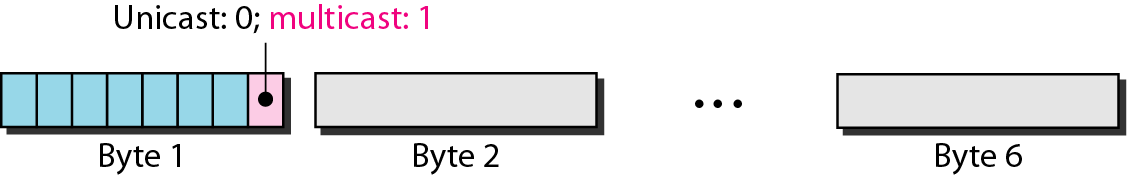 Unicast: 0; multicast: 1
Byte 1
Byte 2
Byte 6